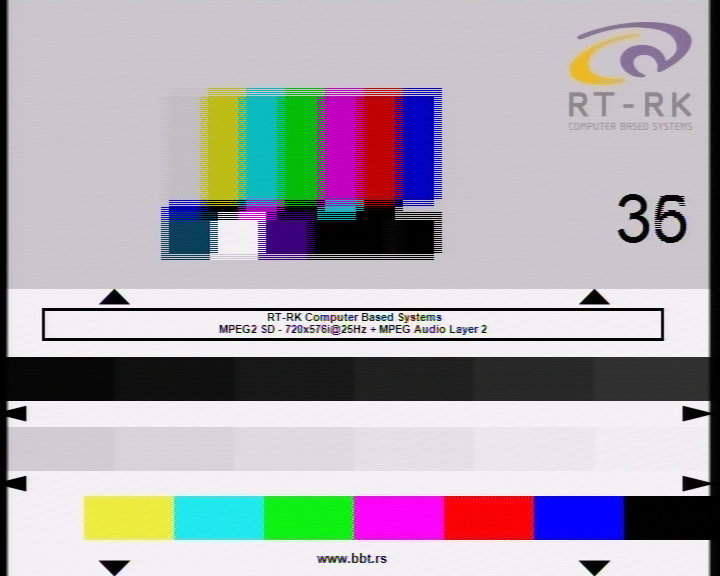 RT-RK
COMPUTER BASED SYSTEMS
RT-RK Computer Based Systems
MPEG2 SD - 720x576i@25Hz + MPEG Audio Layer 2
www.bbt.rs